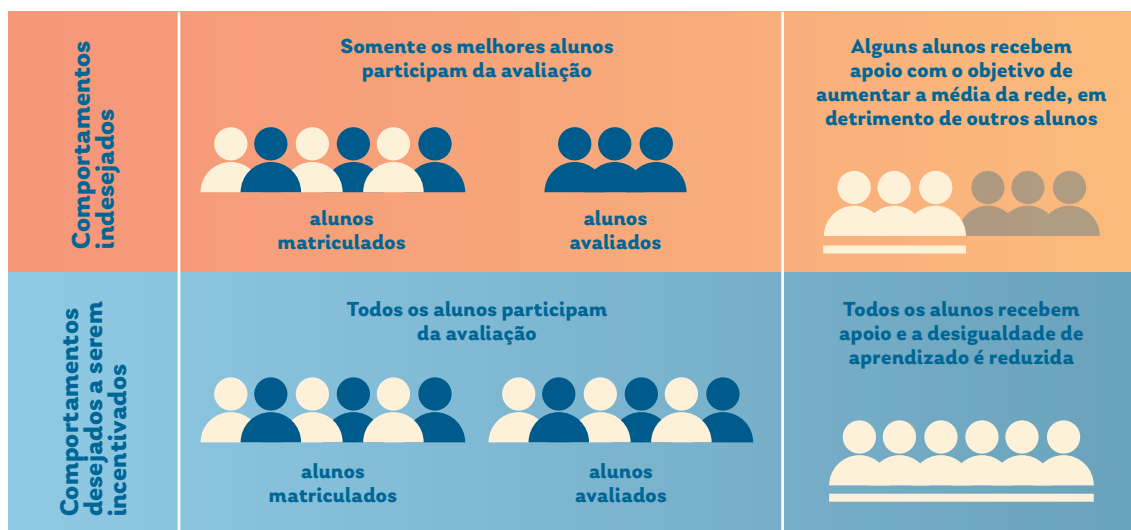 Comportamentos
indesejados
Somente os melhores alunos
participam da avaliação
alunos
matriculados
alunos
avaliados
Alguns alunos recebem
apoio com o objetivo de
aumentar a média da rede, em
detrimento de outros alunos
Comportamentos
desejados a serem
incentivados
Todos os alunos participam
da avaliação
alunos
matriculados
alunos
avaliados
Todos os alunos recebem
apoio e a desigualdade de
aprendizado é reduzida